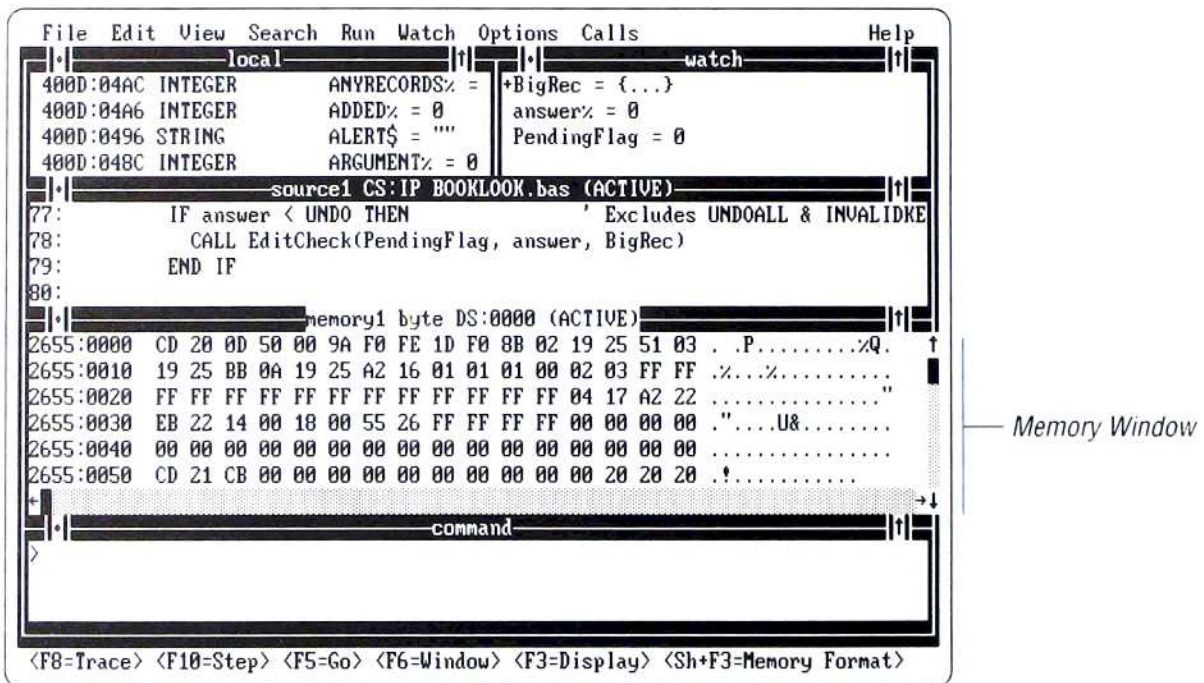 File Edit View Search Run Watch Options Calls Help
local
400D:04AC INTEGER ANYRECORDS% =
400D:04A6 INTEGER ADDED% = 0
400D:0496 STRING ALERT$ = ""
400D:048C INTEGER ARGUMENT% = 0
watch
+BigRec = {...}
answer% = 0
PendingFlag = 0
source1 CS:IP BOOKLOOK.bas (ACTIVE)
77: IF answer < UNDO THEN ' Excludes UNDOALL & INVALIDKE
78: CALL EditCheck(PendingFlag, answer, BigRec)
79: END IF
80:
memory1 byte DS:0000 (ACTIVE)
2655:0000 CD 20 0D 50 00 9A F0 FE 1D F0 8B 02 19 25 51 03 . .P.........%Q.
2655:0010 19 25 BB 0A 19 25 A2 16 01 01 01 00 02 03 FF FF .%...%..........
2655:0020 FF FF FF FF FF FF FF FF FF FF FF FF 04 17 A2 22 ..............."
2655:0030 EB 22 14 00 18 00 55 26 FF FF FF FF 00 00 00 00 ."....U&........
2655:0040 00 00 00 00 00 00 00 00 00 00 00 00 00 00 00 00 ................
2655:0050 CD 21 CB 00 00 00 00 00 00 00 00 00 00 20 20 20 .!...........
Memory Window
command
>
<F8=Trace> <F10=Step> <F5=Go> <F6=Window> <F3=Display> <Sh+F3=Memory Format>